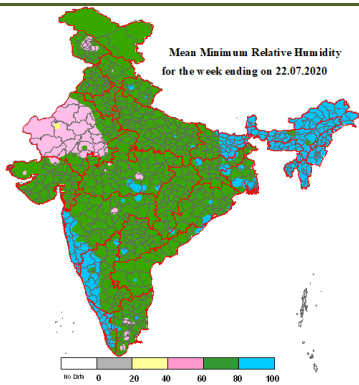 Mean Minimum Relative Humidity
for the week ending on 22.07.2020
No Data 0 20 40 60 80 100